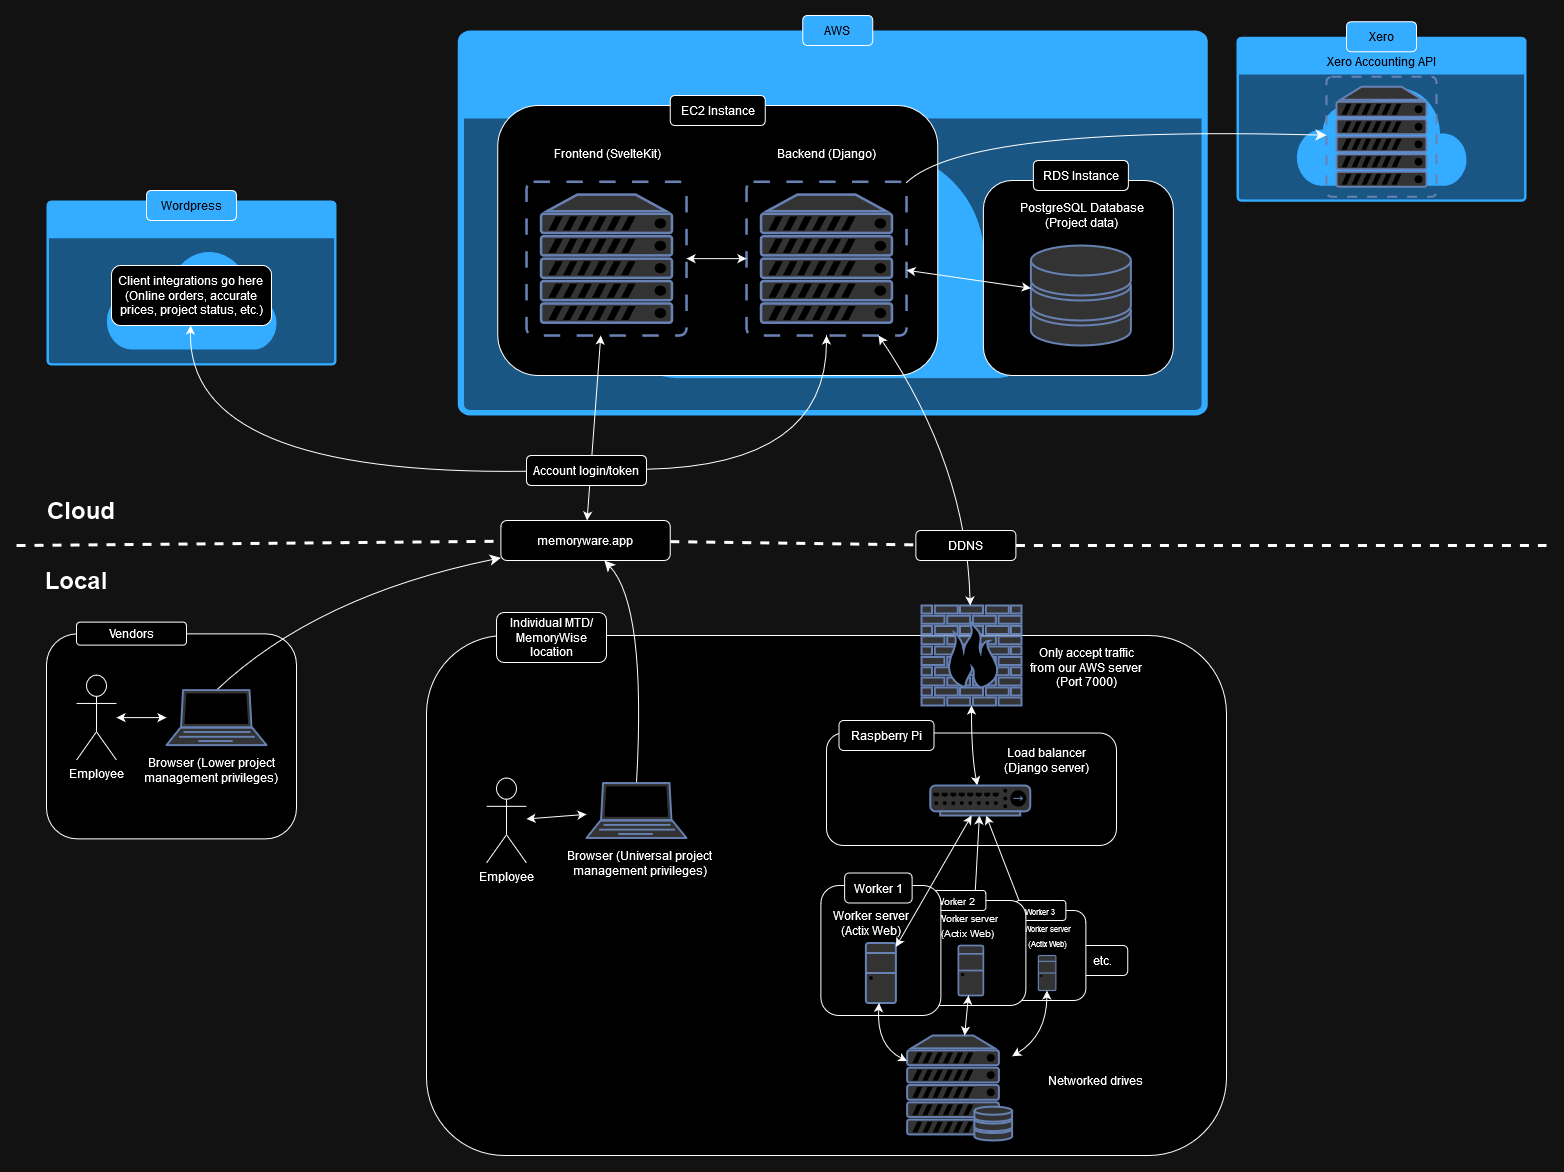 AWS
Xero
Xero Accounting API
EC2 Instance
Frontend (SvelteKit)
Backend (Django)
RDS Instance
PostgreSQL Database
(Project data)
Wordpress
Client integrations go here
(Online orders, accurate
prices, project status, etc.)
Account login/token
Cloud
memoryware.app
DDNS
Local
Vendors
Employee
Browser (Lower project
management privileges)
Individual MTD/
MemoryWise
location
Employee
Browser (Universal project
management privileges)
Only accept traffic
from our AWS server
(Port 7000)
Raspberry Pi
Load balancer
(Django server)
Worker 1
Worker server
(Actix Web)
Worker 2
Worker server
(Actix Web)
Worker 3
Worker server
(Actix Web)
etc.
Networked drives